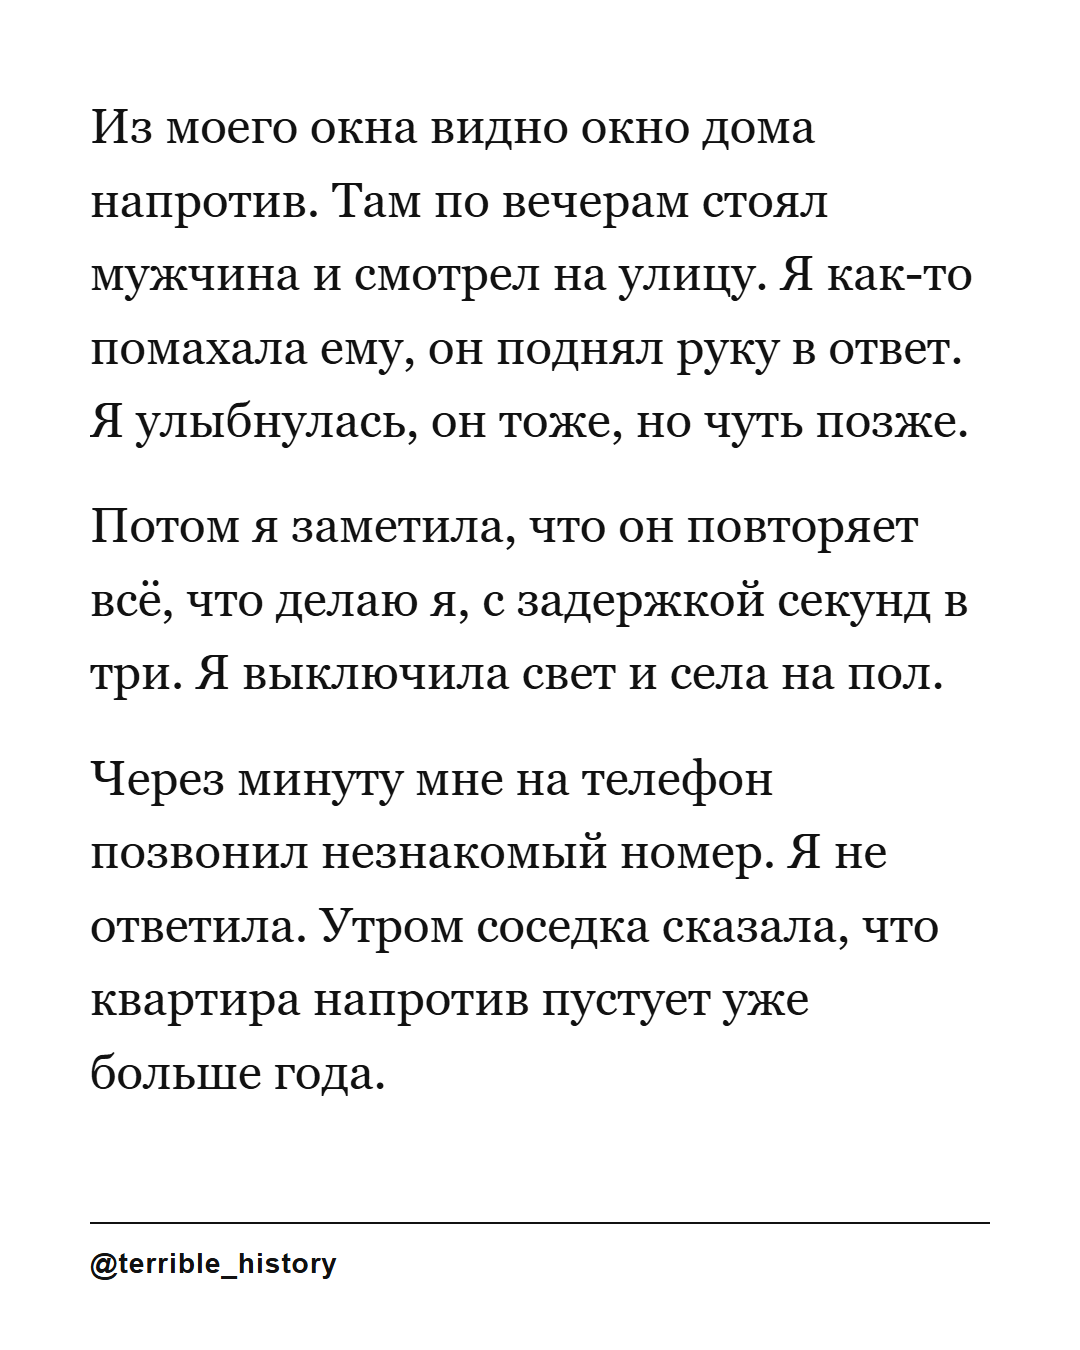 Из моего окна видно окно дома
напротив. Там по вечерам стоял
мужчина и смотрел на улицу. Я как-то
помахала ему, он поднял руку в ответ.
Я улыбнулась, он тоже, но чуть позже.
Потом я заметила, что он повторяет
всё, что делаю я, с задержкой секунд в
три. Я выключила свет и села на пол.
Через минуту мне на телефон
позвонил незнакомый номер. Я не
ответила. Утром соседка сказала, что
квартира напротив пустует уже
больше года.
@terrible_history